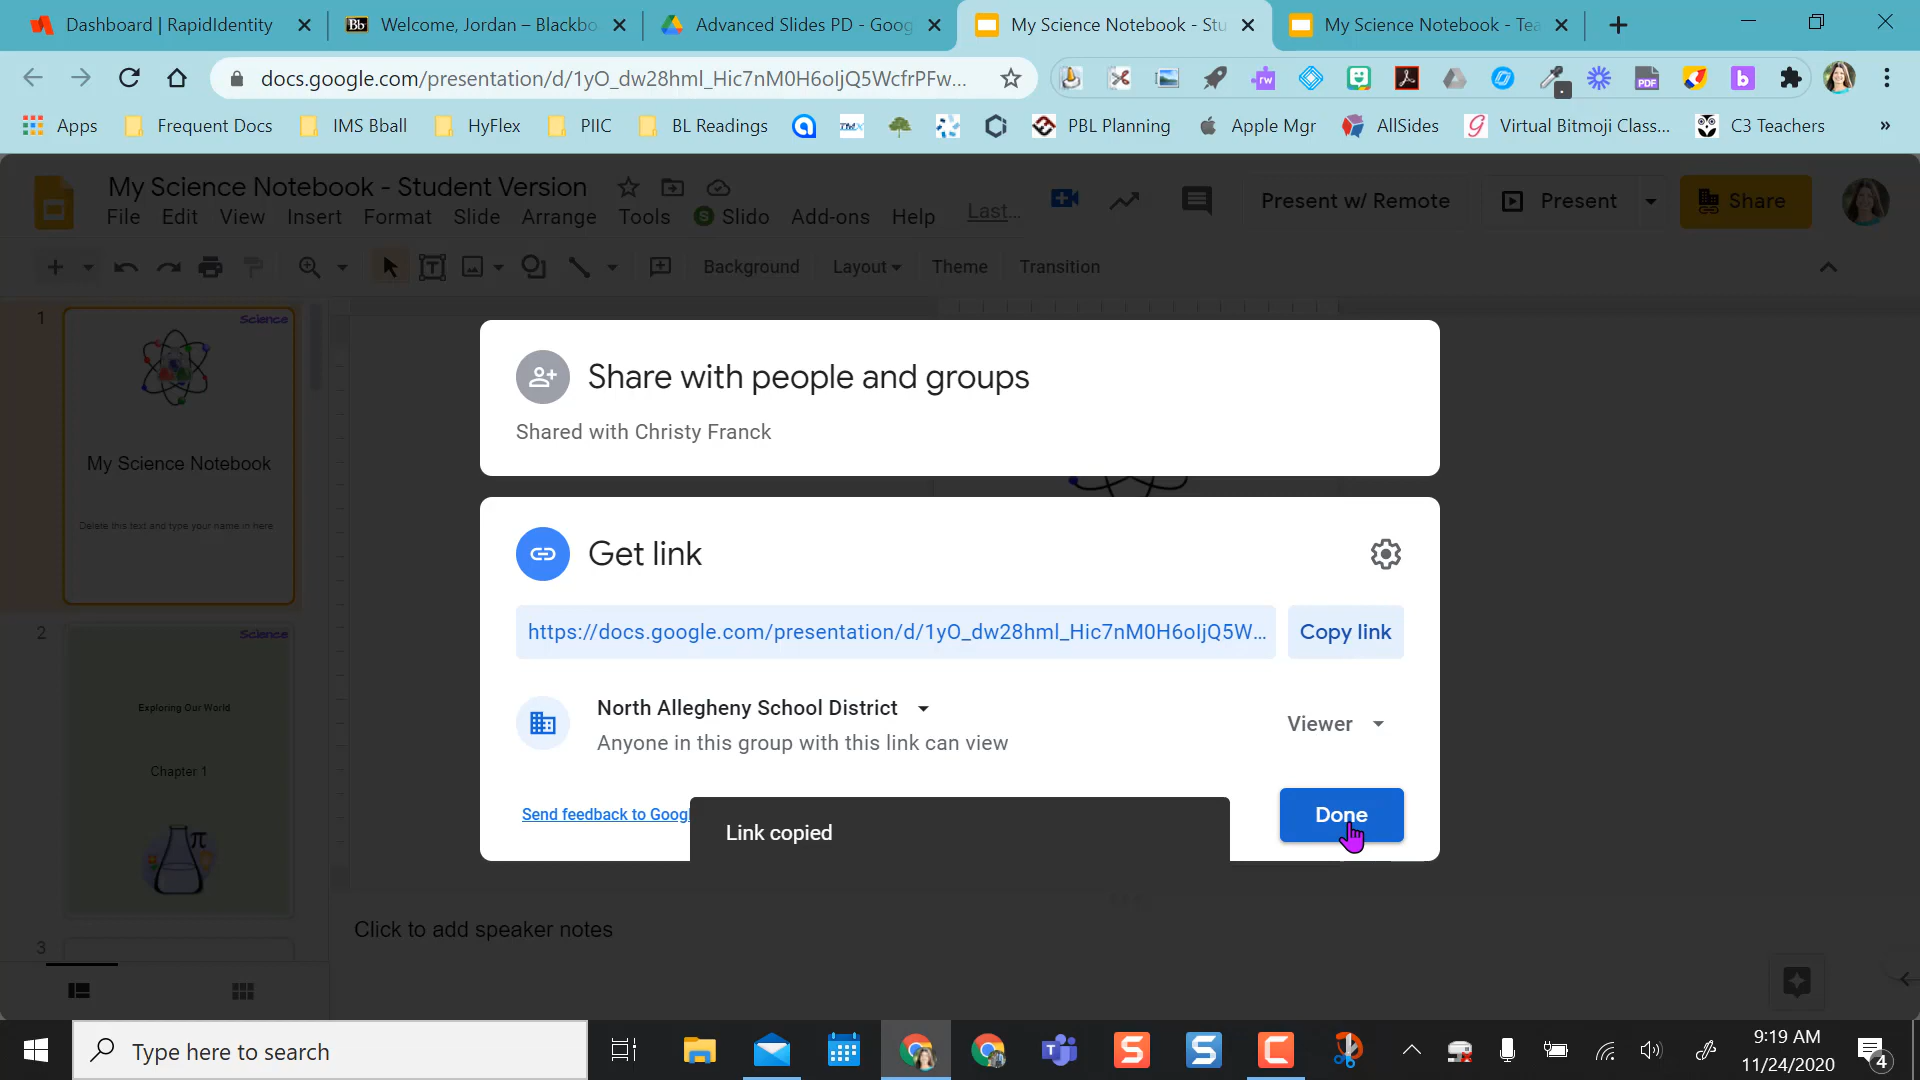 Dashboard | RapidIdentity
Welcome, Jordan – Blackbo
Advanced Slides PD - Goog
My Science Notebook - Stu
My Science Notebook - Tea
docs.google.com/presentation/d/1yO_dw28hml_Hic7nM0H6oIjQ5WcfrPFw...
Apps
Frequent Docs
IMS Bball
HyFlex
PIIC
BL Readings
PBL Planning
Apple Mgr
AllSides
Virtual Bitmoji Class...
C3 Teachers
»
My Science Notebook - Student Version
File Edit View Insert Format Slide Arrange Tools Slido Add-ons Help Last...
Present w/ Remote
Present
Share
Background
Layout
Theme
Transition
1
Science
My Science Notebook
Delete this text and type your name in here.
2
Science
Exploring Our World
Chapter 1
π
3
Share with people and groups
Shared with Christy Franck
Get link
https://docs.google.com/presentation/d/1yO_dw28hml_Hic7nM0H6oIjQ5W...
Copy link
North Allegheny School District
Anyone in this group with this link can view
Viewer
Send feedback to Googl
Link copied
Done
Click to add speaker notes
Type here to search
9:19 AM
11/24/2020
4